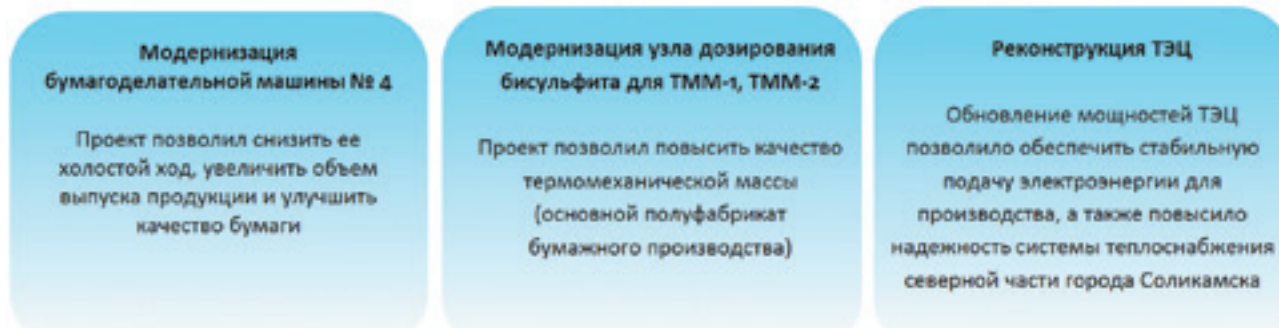 Модернизация
бумагоделательной машины № 4
Проект позволил снизить ее
холостой ход, увеличить объем
выпуска продукции и улучшить
качество бумаги
Модернизация узла дозирования
бисульфита для ТММ-1, ТММ-2
Проект позволил повысить качество
термомеханической массы
(основной полуфабрикат
бумажного производства)
Реконструкция ТЭЦ
Обновление мощностей ТЭЦ
позволило обеспечить стабильную
подачу электроэнергии для
производства, а также повысило
надежность системы теплоснабжения
северной части города Соликамска